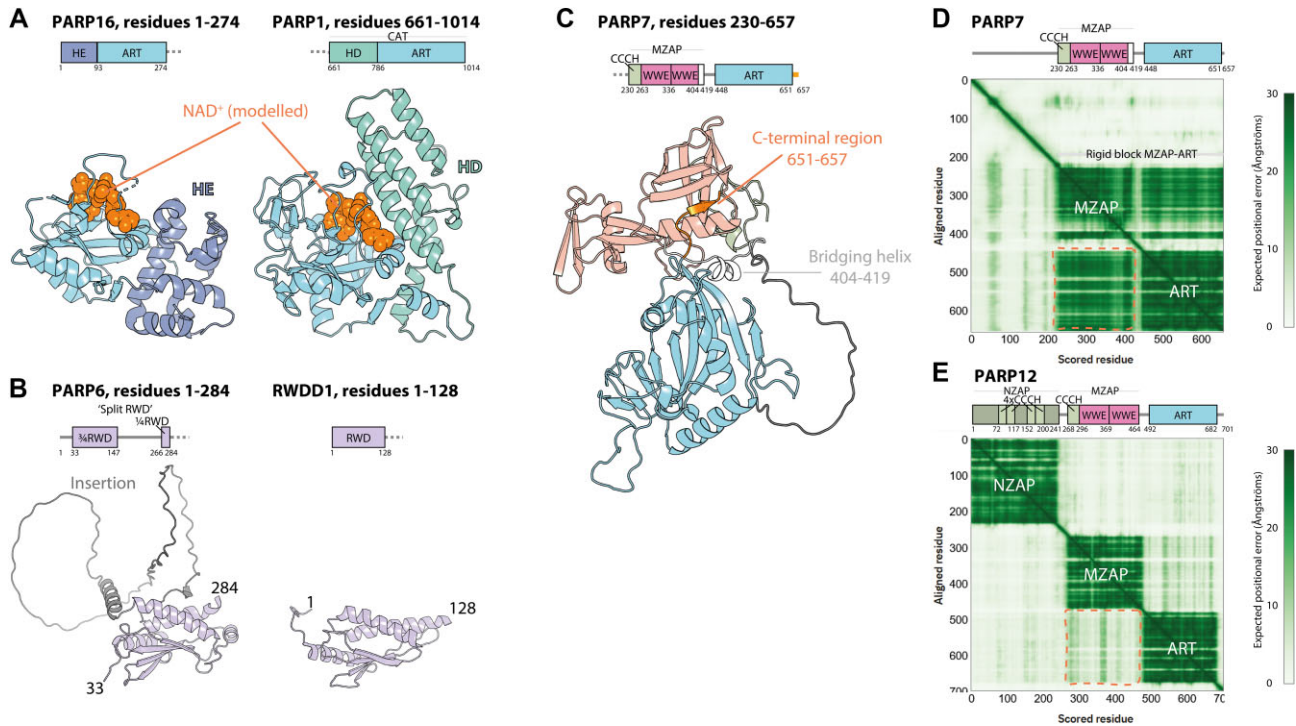 A
PARP16, residues 1-274
HE
ART
1
93
274
PARP1, residues 661-1014
CAT
HD
ART
661
786
1014
NAD+ (modelled)
HE
HD
B
PARP6, residues 1-284
'Split RWD'
¾RWD
¼RWD
1
33
147
266
284
Insertion
284
33
RWDD1, residues 1-128
RWD
1
128
1
128
C
PARP7, residues 230-657
MZAP
CCCH
WWE
WWE
ART
230
263
336
404
419
448
651
657
C-terminal region
651-657
Bridging helix
404-419
D
PARP7
MZAP
CCCH
WWE
WWE
ART
230
263
336
404
419
448
651
657
Aligned residue
0
100
200
300
400
500
600
Rigid block MZAP-ART
MZAP
ART
0
100
200
300
400
500
600
Scored residue
30
20
10
0
Expected positional error (Ångströms)
E
PARP12
NZAP
4xCCCH
CCCH
MZAP
WWE
WWE
ART
1
72
117
152
200
241
268
296
369
464
492
682
701
Aligned residue
0
100
200
300
400
500
600
700
NZAP
MZAP
ART
0
100
200
300
400
500
600
70
Scored residue
30
20
10
0
Expected positional error (Ångströms)